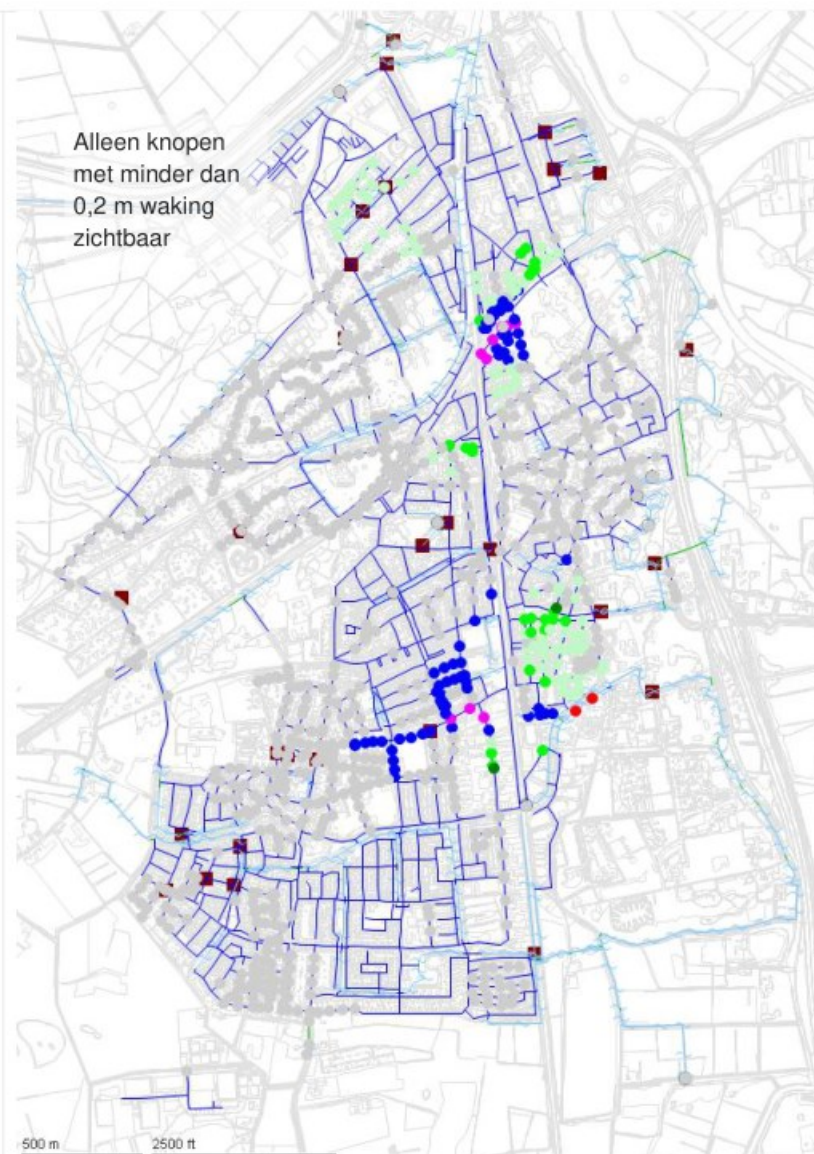 Alleen knopen
met minder dan
0,2 m waking
zichtbaar
500 m 2500 ft